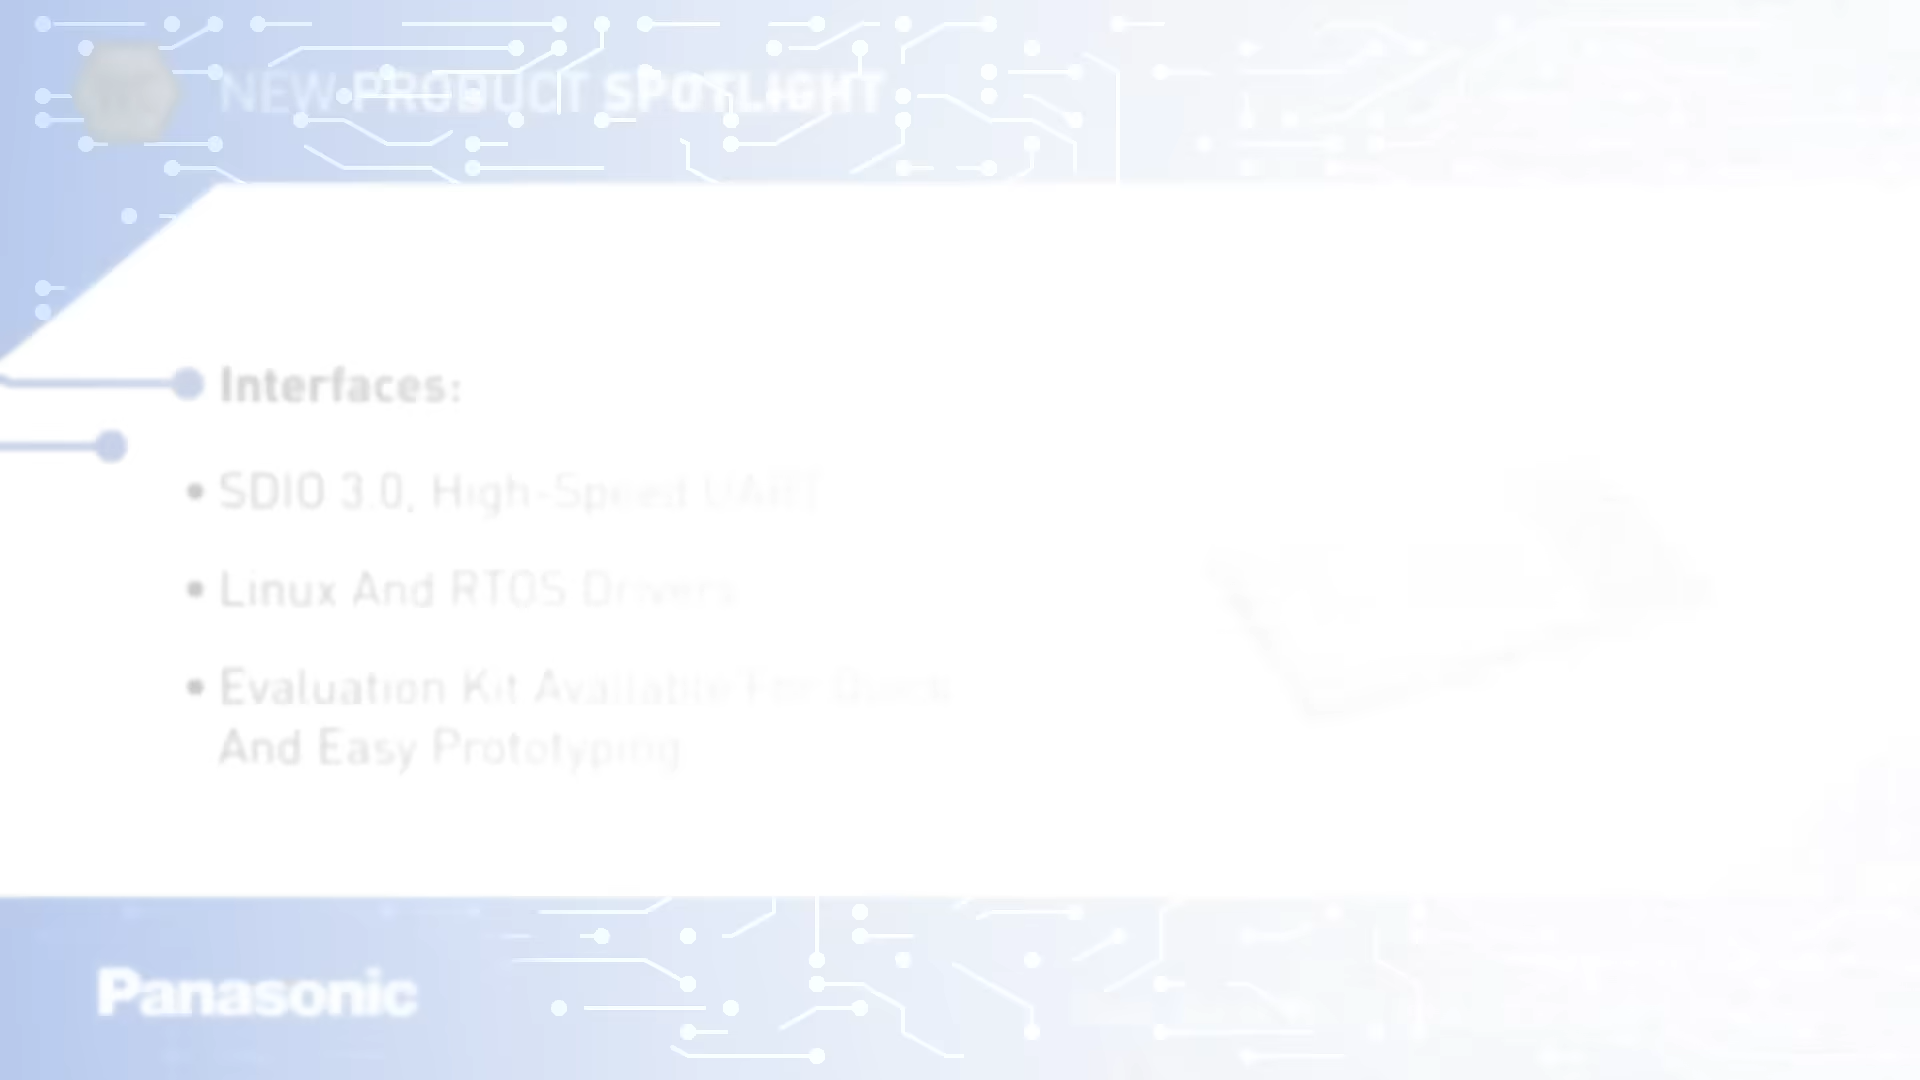 NEW PRODUCT SPOTLIGHT
Interfaces:
• SDIO 3.0, High-Speed UART
• Linux And RTOS Drivers
• Evaluation Kit Available For Quick
And Easy Prototyping
Panasonic